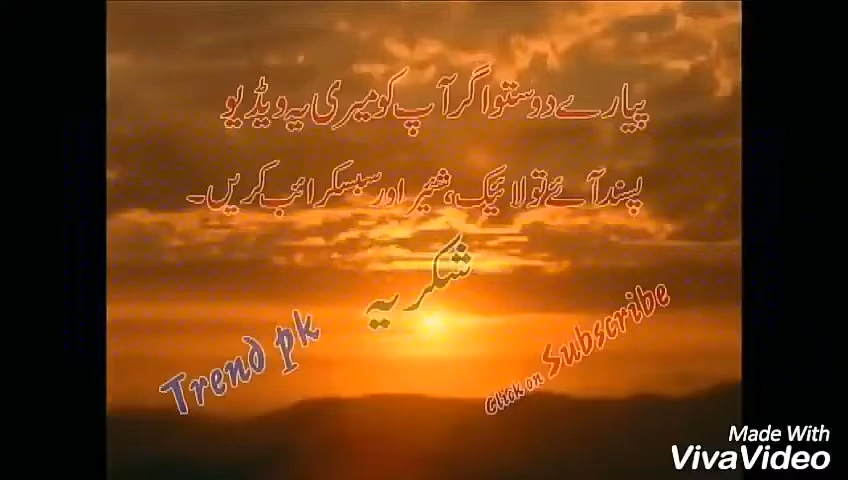 پیارے دوستو اگر آپ کو میری یہ ویڈیو
پسند آئے تو لائیک، شئیر اور سبسکرائب کریں۔
شکریہ
Trend pk
Click on Subscribe
Made With
VivaVideo